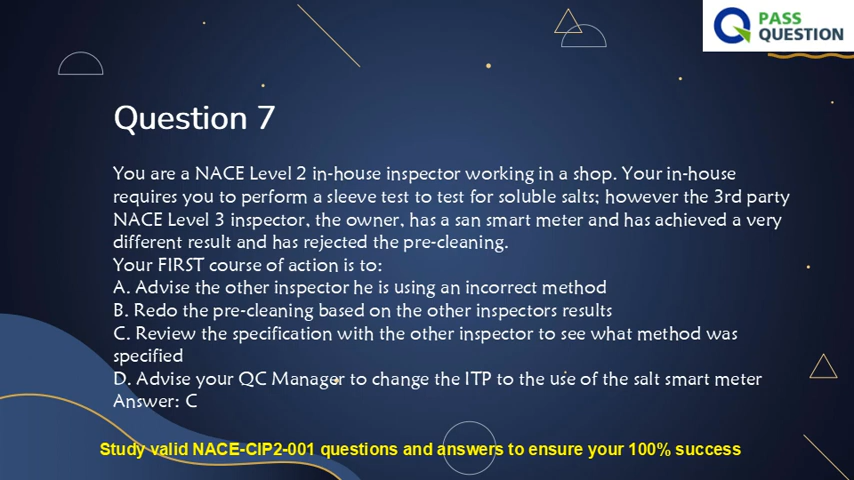 PASS
QUESTION
Question 7
You are a NACE Level 2 in-house inspector working in a shop. Your in-house
requires you to perform a sleeve test to test for soluble salts; however the 3rd party
NACE Level 3 inspector, the owner, has a san smart meter and has achieved a very
different result and has rejected the pre-cleaning.
Your FIRST course of action is to:
A. Advise the other inspector he is using an incorrect method
B. Redo the pre-cleaning based on the other inspectors results
C. Review the specification with the other inspector to see what method was
specified
D. Advise your QC Manager to change the ITP to the use of the salt smart meter
Answer: C
Study valid NACE-CIP2-001 questions and answers to ensure your 100% success